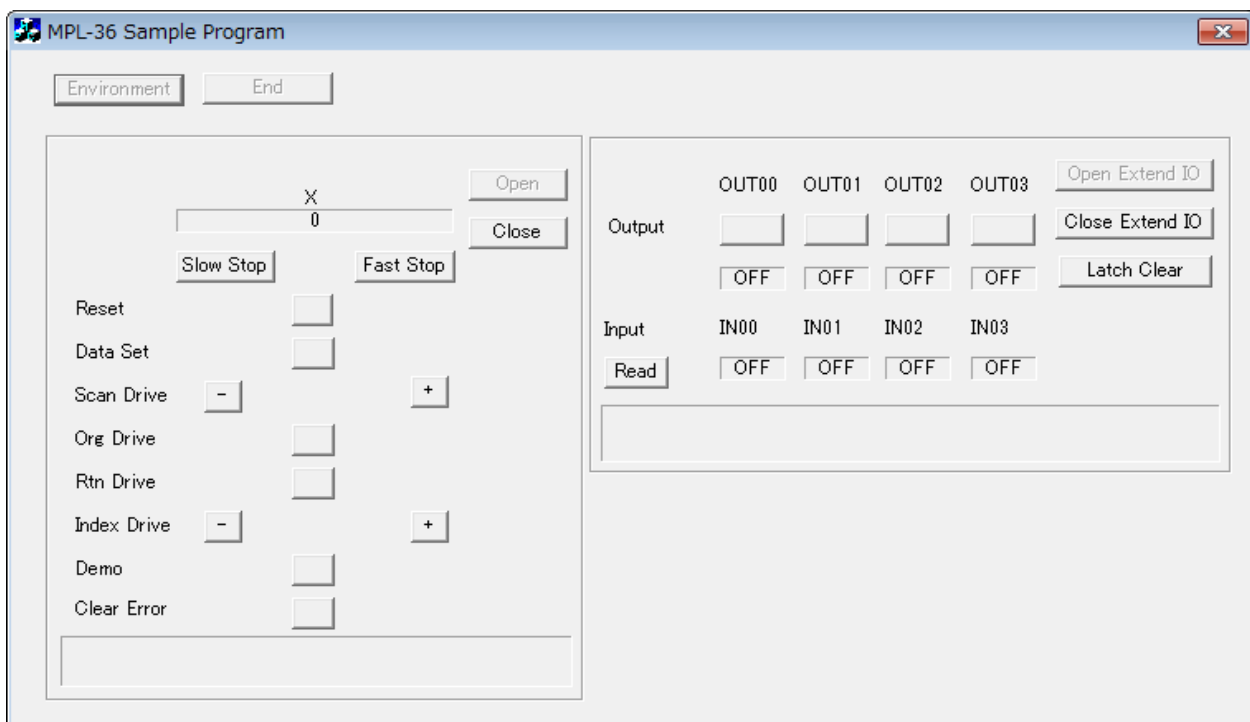 MPL-36 Sample Program
Environment End
Open
X
0
Close
Slow Stop Fast Stop
Reset
Data Set
Scan Drive - +
Org Drive
Rtn Drive
Index Drive - +
Demo
Clear Error
OUT00 OUT01 OUT02 OUT03 Open Extend IO
Output Close Extend IO
OFF OFF OFF OFF Latch Clear
Input IN00 IN01 IN02 IN03
Read OFF OFF OFF OFF